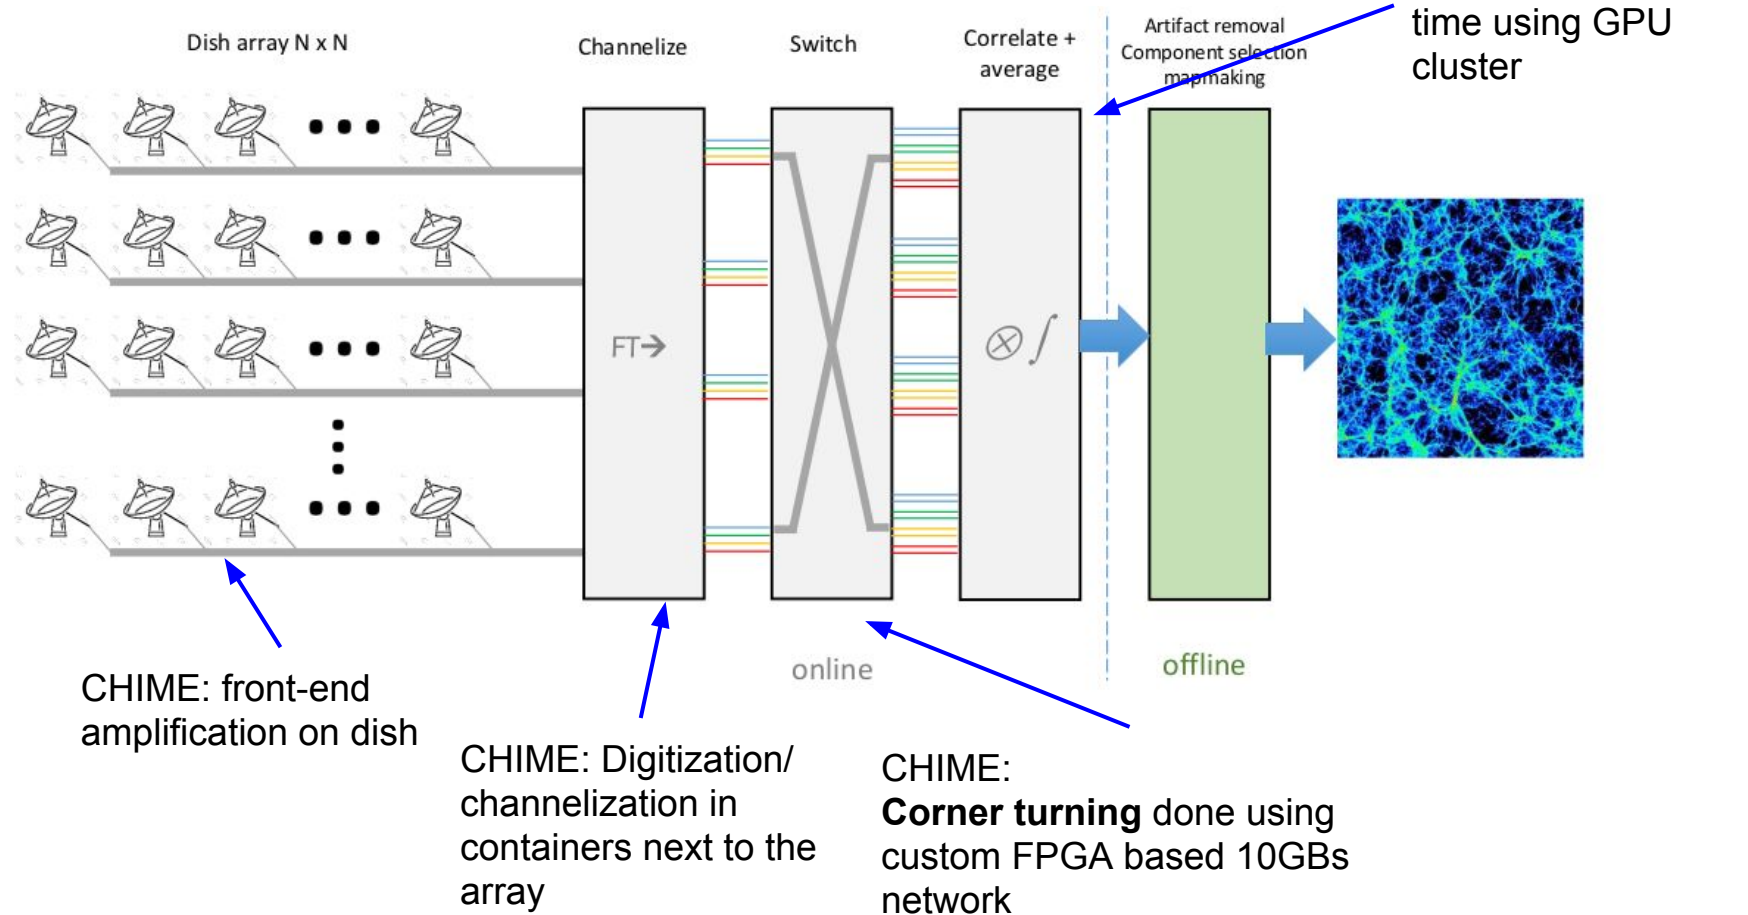 Dish array N x N
Channelize
Switch
Correlate +
average
Artifact removal
Component selection
mapmaking
time using GPU
cluster
FT→
⊗∫
online
offline
CHIME: front-end
amplification on dish
CHIME: Digitization/
channelization in
containers next to the
array
CHIME:
Corner turning done using
custom FPGA based 10GBs
network